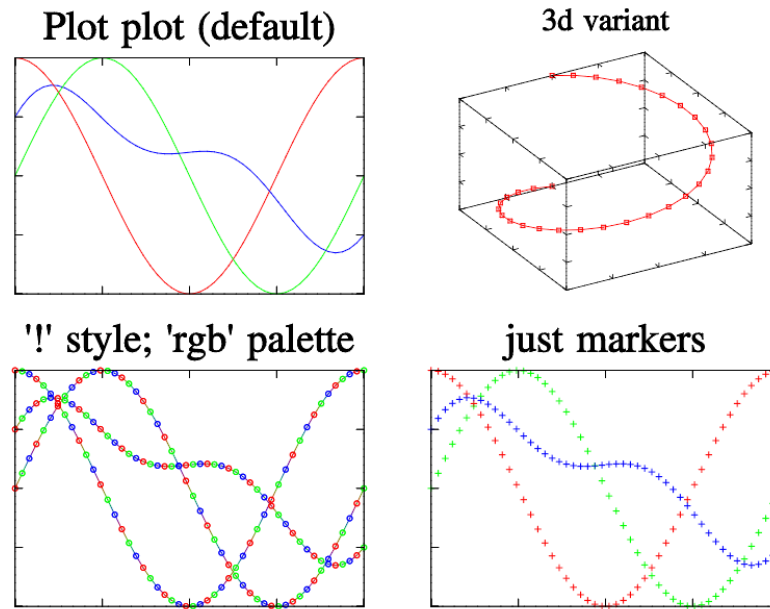 Plot plot (default)
3d variant
'!' style; 'rgb' palette
just markers